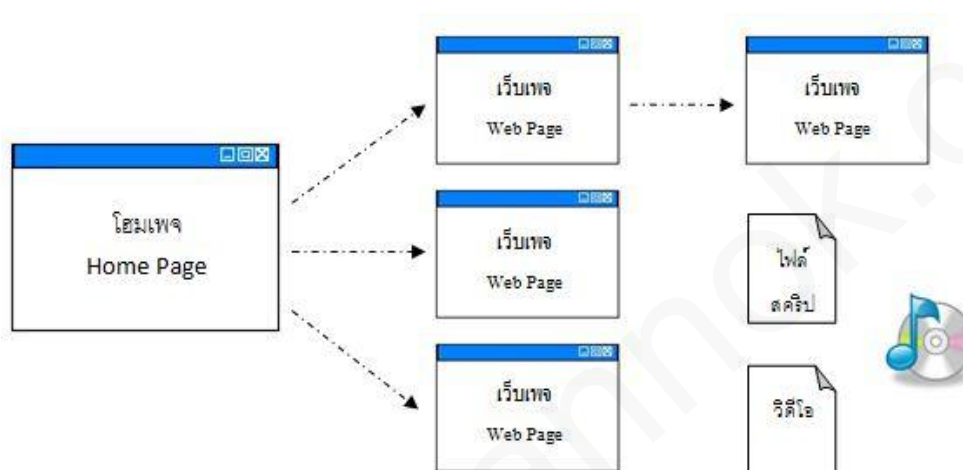 เว็บเพจ
Web Page
เว็บเพจ
Web Page
โฮมเพจ
Home Page
เว็บเพจ
Web Page
ไฟล์
สคริป
เว็บเพจ
Web Page
วิดีโอ